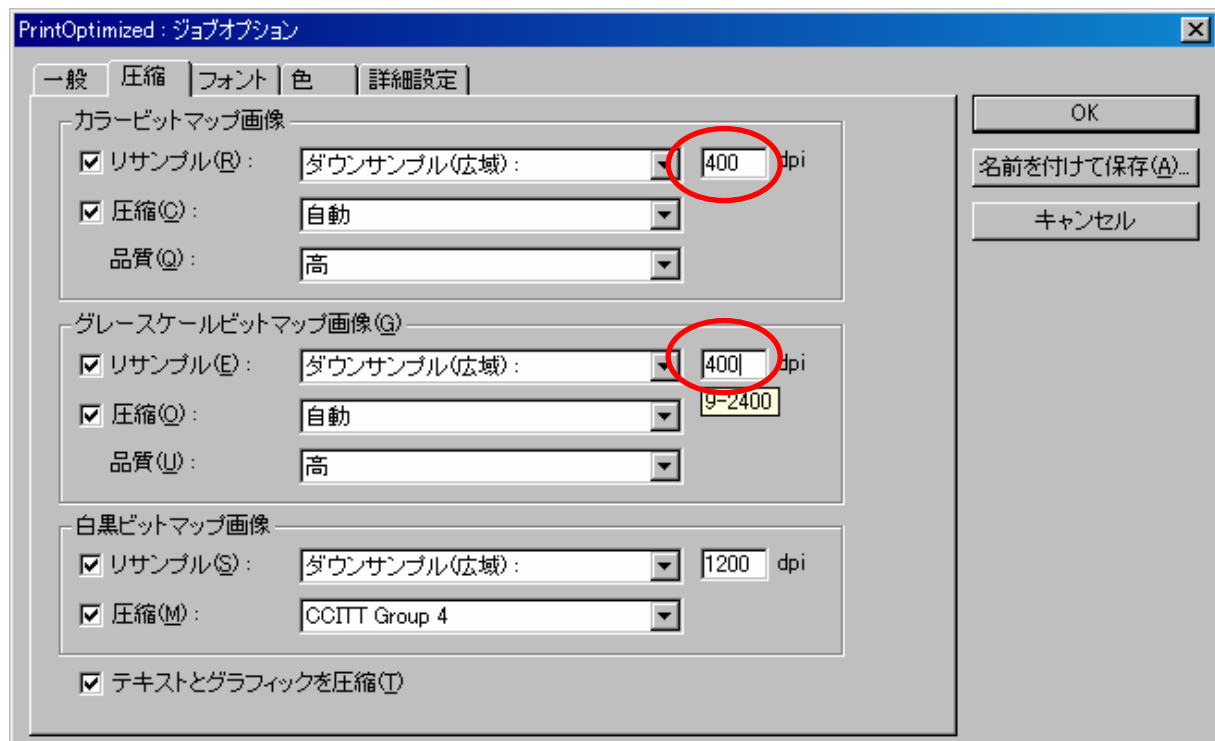 PrintOptimized : ジョブオプション
一般 圧縮 フォント 色 詳細設定
カラービットマップ画像
リサンプル(R) : ダウンサンプル(広域) : 400 dpi
圧縮(C) : 自動
品質(Q) : 高
グレースケールビットマップ画像(G)
リサンプル(E) : ダウンサンプル(広域) : 400 dpi
9-2400
圧縮(O) : 自動
品質(U) : 高
白黒ビットマップ画像
リサンプル(S) : ダウンサンプル(広域) : 1200 dpi
圧縮(M) : CCITT Group 4
テキストとグラフィックを圧縮(T)
OK
名前を付けて保存(A)...
キャンセル